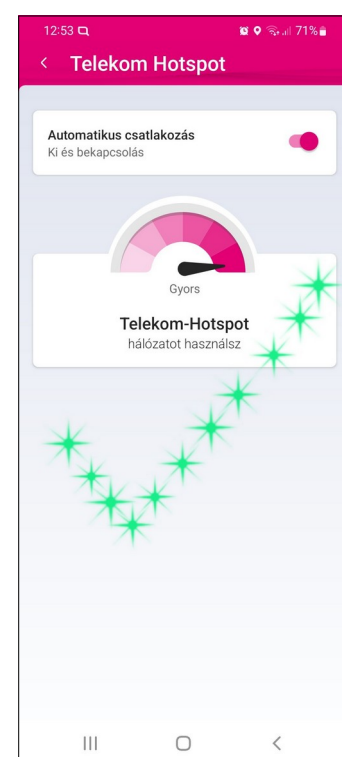 12:53 71%
Telekom Hotspot
Automatikus csatlakozás
Ki és bekapcsolás
Gyors
Telekom-Hotspot
hálózatot használsz